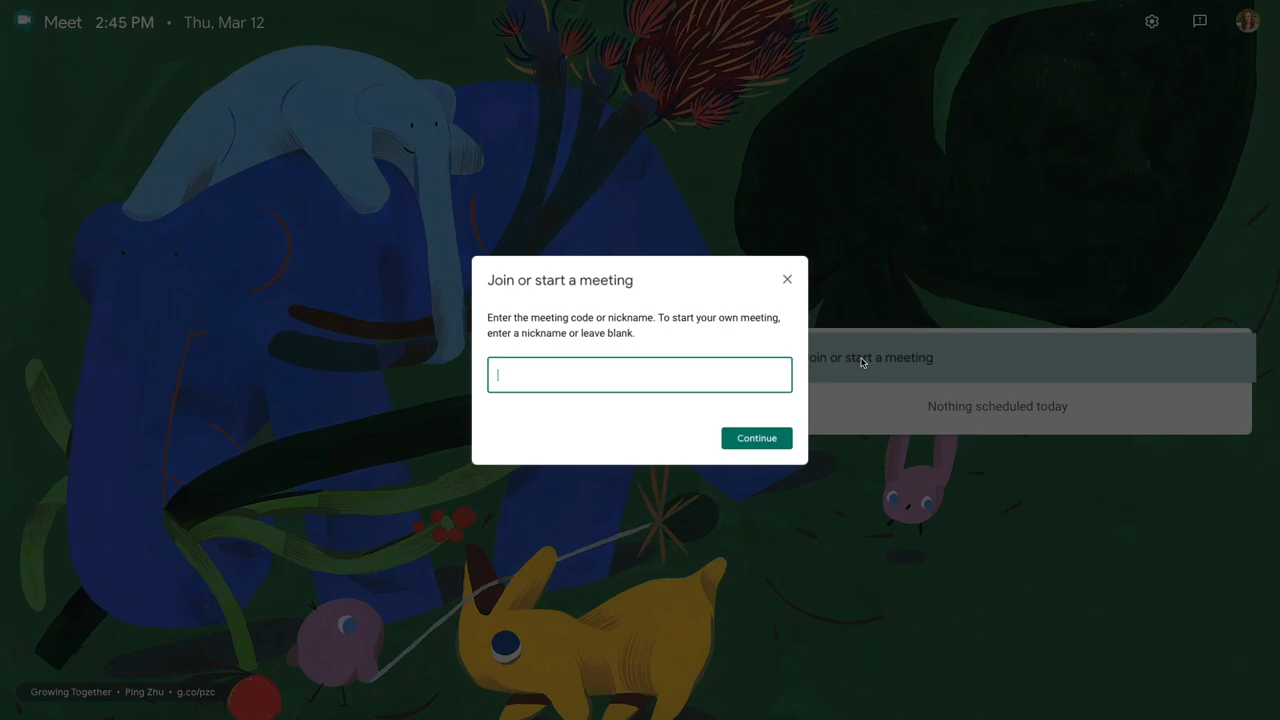 Meet 2:45 PM • Thu, Mar 12
Join or start a meeting
Enter the meeting code or nickname. To start your own meeting,
enter a nickname or leave blank.
Continue
oin or start a meeting
Nothing scheduled today
Growing Together • Ping Zhu • g.co/pzc